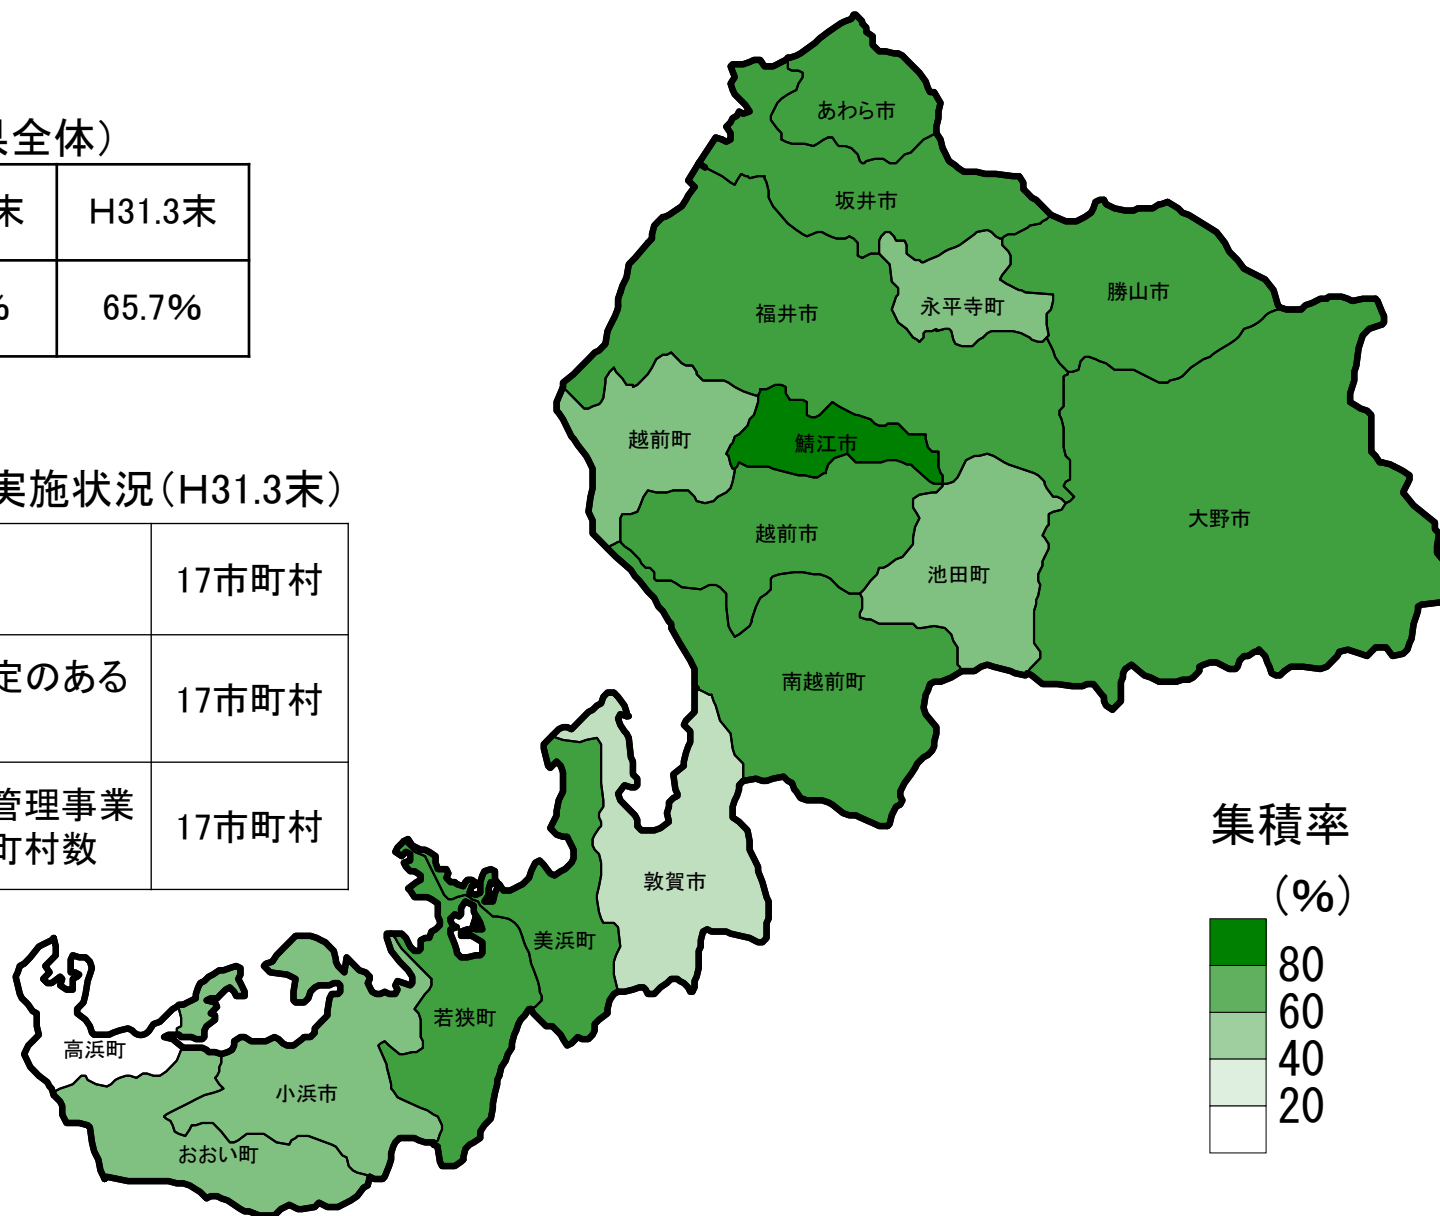 県全体）
末
H31.3末
%
65.7%
実施状況（H31.3末）
17市町村
定のある
17市町村
管理事業
町村数
17市町村
あわら市
坂井市
勝山市
福井市
永平寺町
越前町
鯖江市
大野市
越前市
池田町
南越前町
敦賀市
美浜町
若狭町
高浜町
小浜市
おおい町
集積率
（%）
80
60
40
20